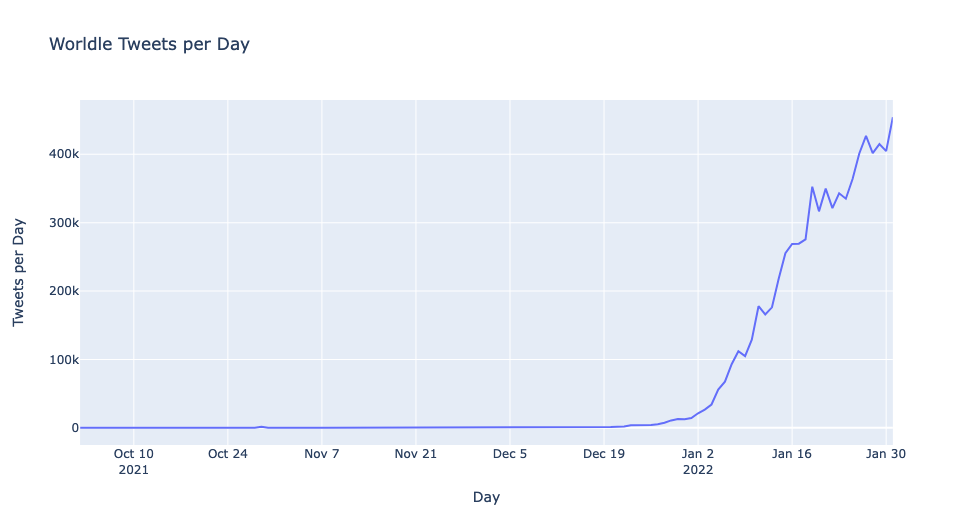 Worldle Tweets per Day
Tweets per Day
400k
300k
200k
100k
0
Oct 10 Oct 24 Nov 7 Nov 21 Dec 5 Dec 19 Jan 2 Jan 16 Jan 30
2021 2022
Day